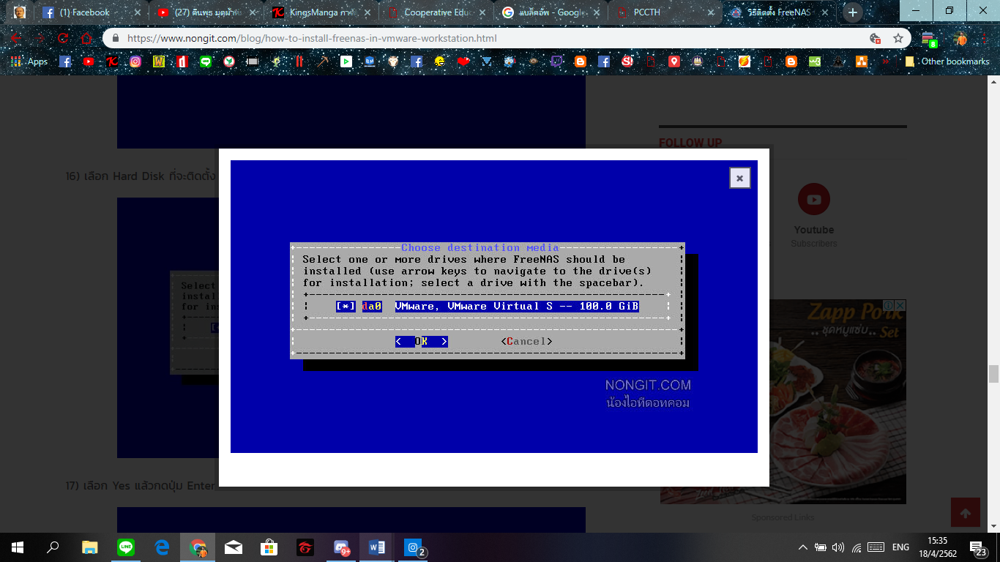 (1) Facebook
(27) คืนพุธ มุดผ้าห่
KingsManga การ์ตู
Cooperative Edu
แบล็คอัพ - Google
PCCTH
วิธีติดตั้ง FreeNAS
https://www.nongit.com/blog/how-to-install-freenas-in-vmware-workstation.html
8
Apps
Other bookmarks
FOLLOW UP
16) เลือก Hard Disk ที่จะติดตั้ง
Youtube
Subscribers
Choose destination media
Select one or more drives where FreeNAS should be
installed (use arrow keys to navigate to the drive(s)
for installation; select a drive with the spacebar).
[*] da0 VMware, VMware Virtual S -- 100.0 GiB
< OK > <Cancel>
Select
instal
for in
NONGIT.COM
น้องไอทีดอทคอม
Zapp Pork
.. ชุดหมูแซ่บ ..
Set
17) เลือก Yes แล้วกดปุ่ม Enter
Sponsored Links
LINE
9+
2
ENG
15:35
18/4/2562
23